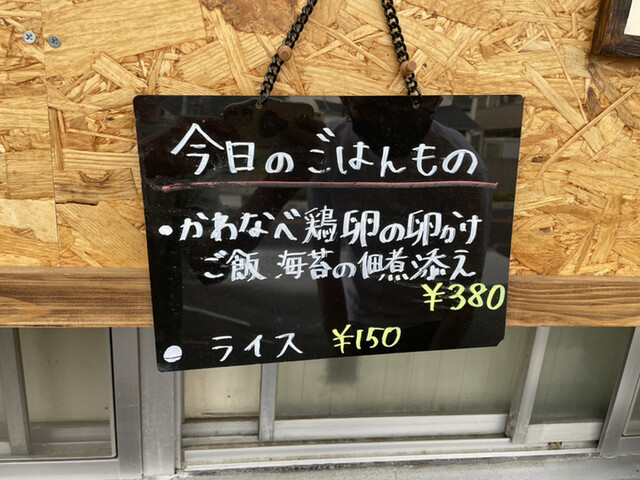 今日のごはんもの
・かわなべ鶏卵の卵かけ
ご飯 海苔の佃煮添え
¥380
・ライス ¥150